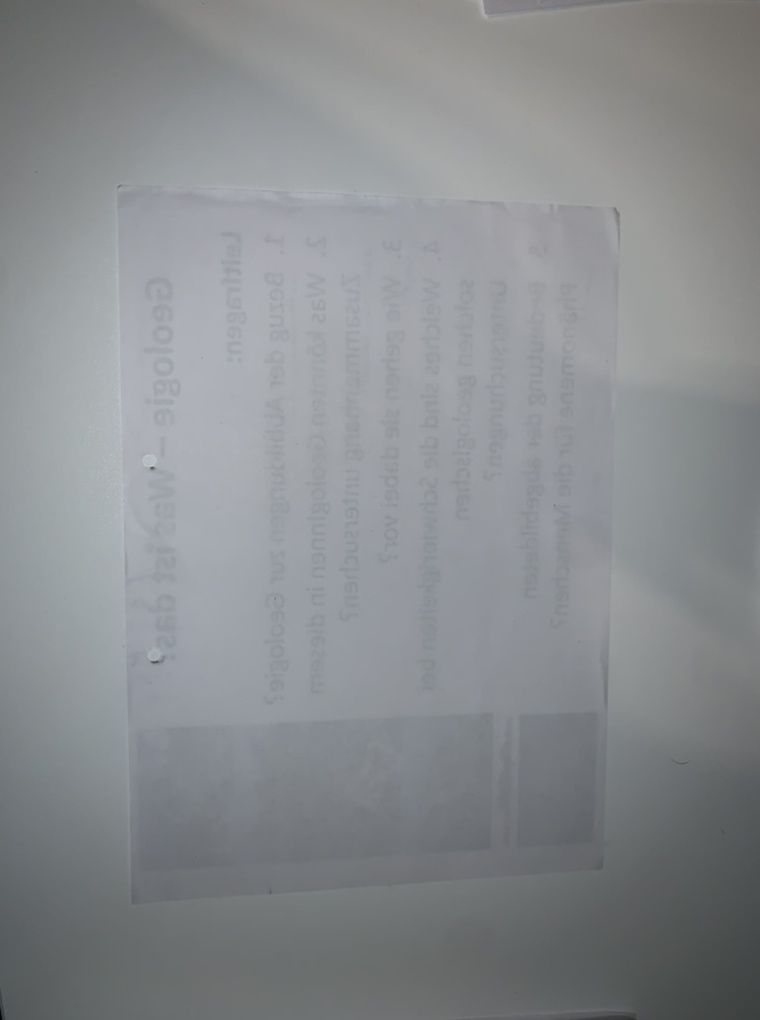 Geologie – Was ist das?
Leitfragen:
1. Bezug der Abbildungen zur Geologie?
2. Was könnten GeologInnen in diesem
Zusammenhang untersuchen?
3. Wie gehen sie dabei vor?
4. Welches sind die Schwierigkeiten bei
solchen geologischen
Untersuchungen?
5. Bedeutung der abgebildeten
Phänomene für die Menschen?